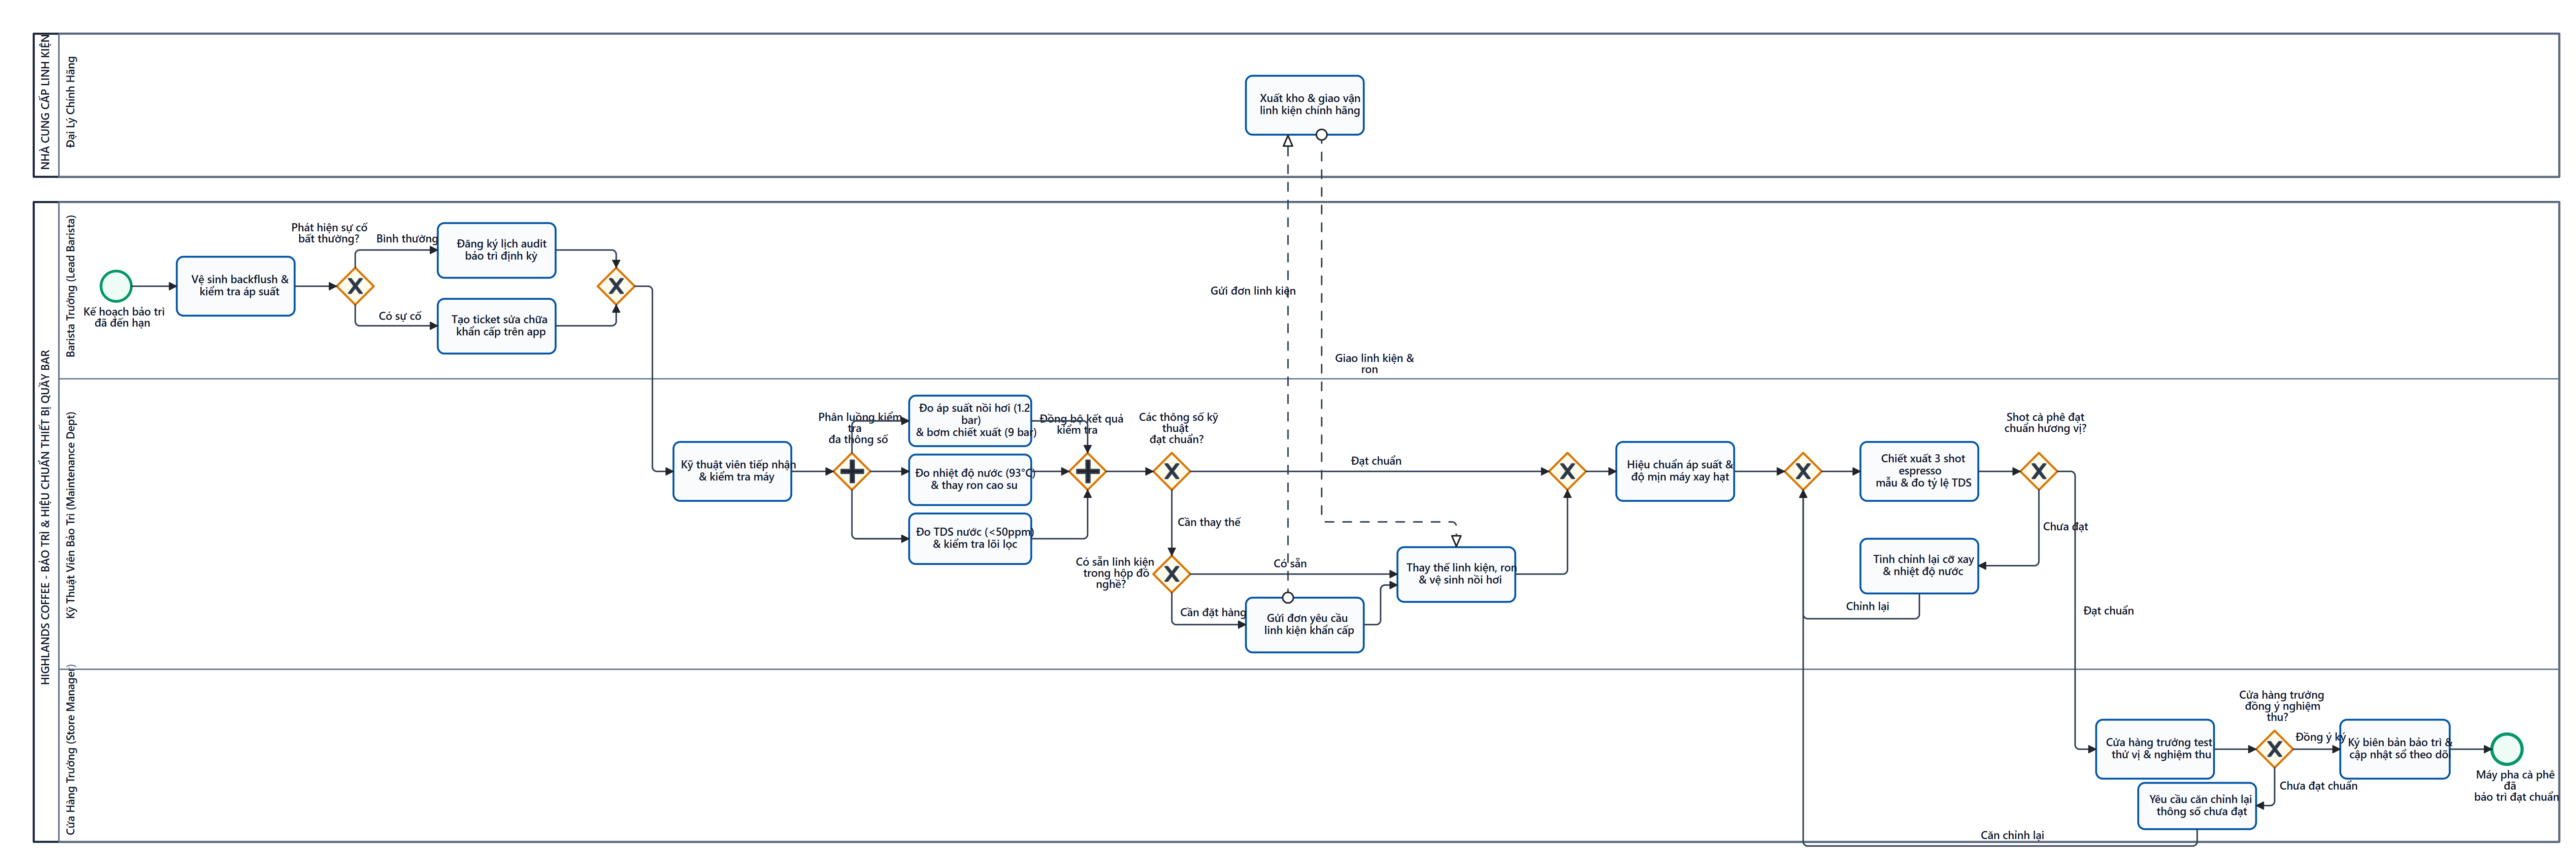 NHÀ CUNG CẤP LINH KIỆN
Đại Lý Chính Hãng
Xuất kho & giao vận
linh kiện chính hãng
HIGHLANDS COFFEE - BẢO TRÌ & HIỆU CHUẨN THIẾT BỊ QUẦY BAR
Barista Trưởng (Lead Barista)
Kế hoạch bảo trì
đã đến hạn
Vệ sinh backflush &
kiểm tra áp suất
Phát hiện sự cố
bất thường?
Bình thường
Có sự cố
Đăng ký lịch audit
bảo trì định kỳ
Tạo ticket sửa chữa
khẩn cấp trên app
Gửi đơn linh kiện
Giao linh kiện &
ron
Kỹ Thuật Viên Bảo Trì (Maintenance Dept)
Kỹ thuật viên tiếp nhận
& kiểm tra máy
Phân luồng kiểm
tra
đa thông số
Đo áp suất nồi hơi (1.2
bar)
& bơm chiết xuất (9 bar)
Đo nhiệt độ nước (93°C)
& thay ron cao su
Đo TDS nước (<50ppm)
& kiểm tra lõi lọc
Đồng bộ kết quả
kiểm tra
Các thông số kỹ
thuật
đạt chuẩn?
Đạt chuẩn
Cần thay thế
Có sẵn linh kiện
trong hộp đồ
nghề?
Có sẵn
Cần đặt hàng
Gửi đơn yêu cầu
linh kiện khẩn cấp
Thay thế linh kiện, ron
& vệ sinh nồi hơi
Hiệu chuẩn áp suất &
độ mịn máy xay hạt
Chiết xuất 3 shot
espresso
mẫu & đo tỷ lệ TDS
Shot cà phê đạt
chuẩn hương vị?
Chưa đạt
Tinh chỉnh lại cỡ xay
& nhiệt độ nước
Chỉnh lại
Đạt chuẩn
Cửa Hàng Trưởng (Store Manager)
Cửa hàng trưởng test
thử vị & nghiệm thu
Cửa hàng trưởng
đồng ý nghiệm
thu?
Đồng ý ký
Ký biên bản bảo trì &
cập nhật sổ theo dõi
Chưa đạt chuẩn
Yêu cầu căn chỉnh lại
thông số chưa đạt
Căn chỉnh lại
Máy pha cà phê
đã
bảo trì đạt chuẩn